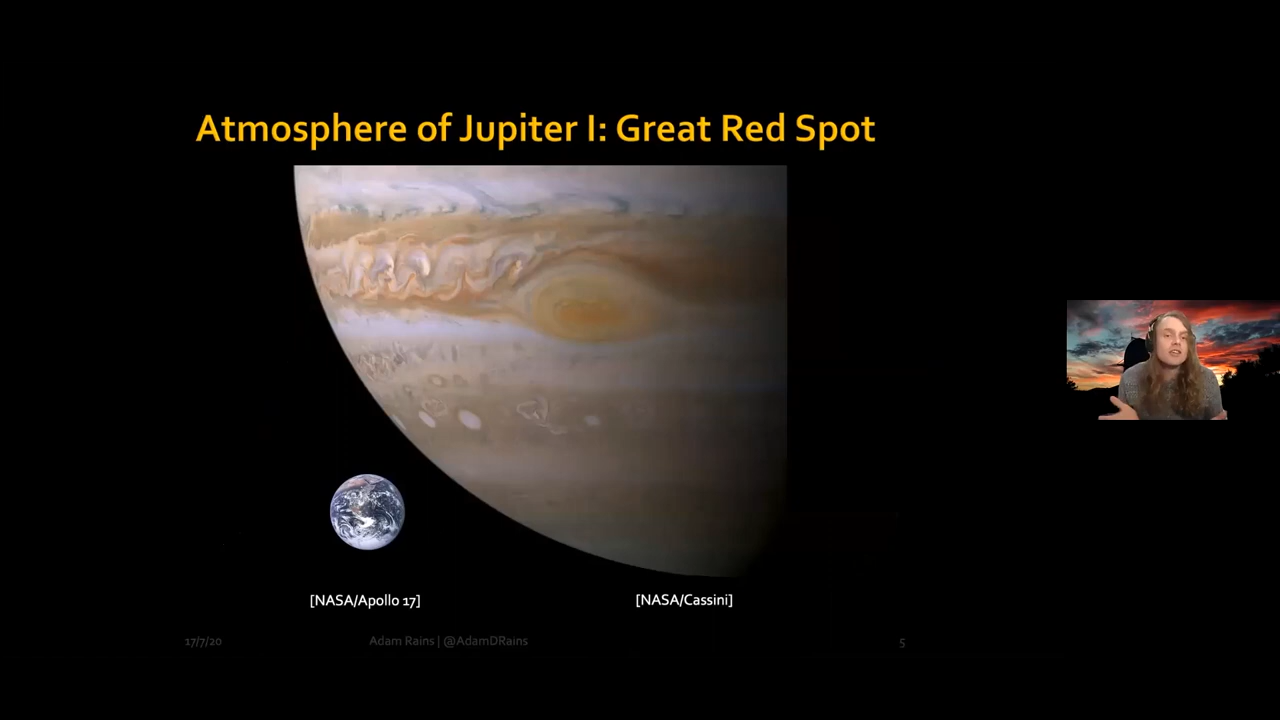 Atmosphere of Jupiter I: Great Red Spot
[NASA/Apollo 17]
[NASA/Cassini]
17/7/20
Adam Rains | @AdamDRains
5